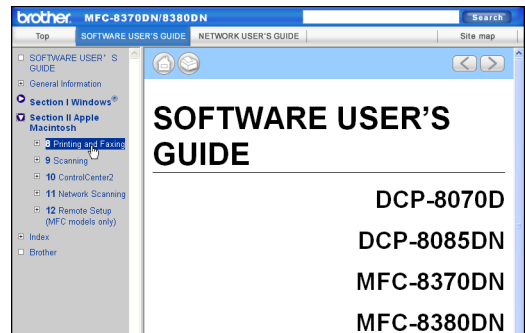 brother. MFC-8370DN/8380DN
Search
Top
SOFTWARE USER'S GUIDE
NETWORK USER'S GUIDE
Site map
SOFTWARE USER' S
GUIDE
General Information
Section I Windows®
Section II Apple
Macintosh
8 Printing and Faxing
9 Scanning
10 ControlCenter2
11 Network Scanning
12 Remote Setup
(MFC models only)
Index
Brother
SOFTWARE USER’S
GUIDE
DCP-8070D
DCP-8085DN
MFC-8370DN
MFC-8380DN